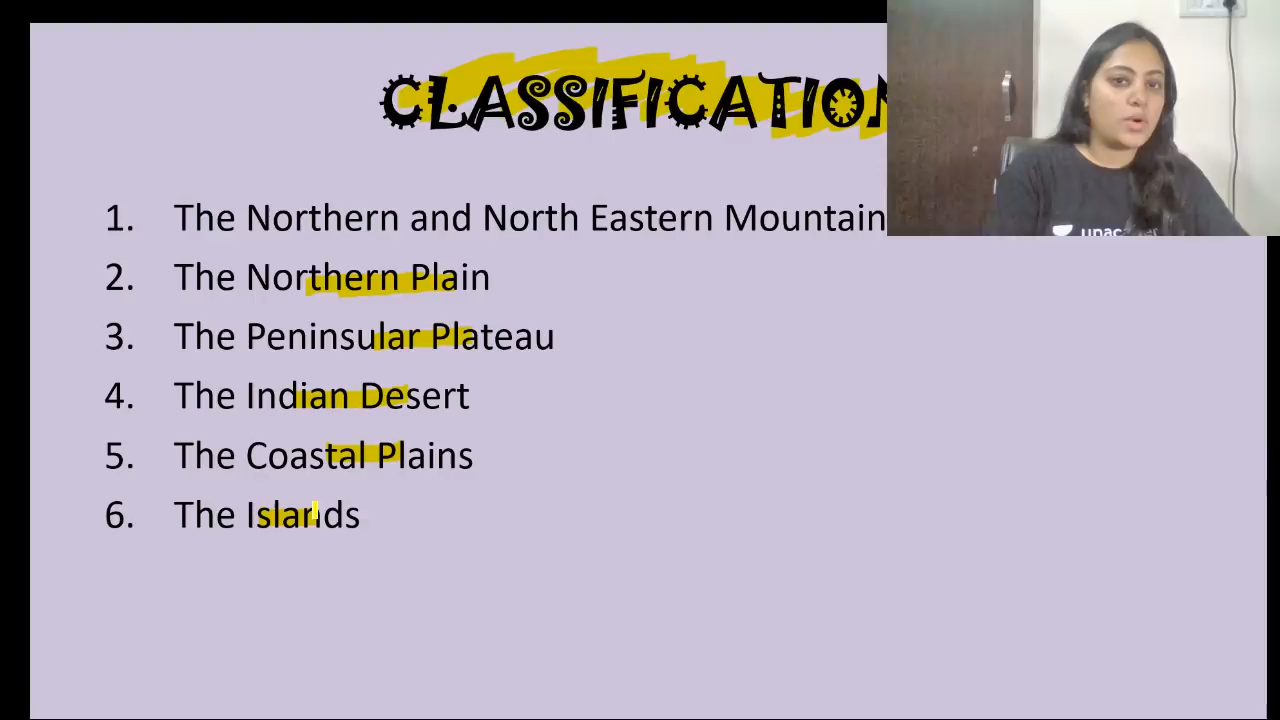 CLASSIFICATION
1. The Northern and North Eastern Mountain
2. The Northern Plain
3. The Peninsular Plateau
4. The Indian Desert
5. The Coastal Plains
6. The Islands